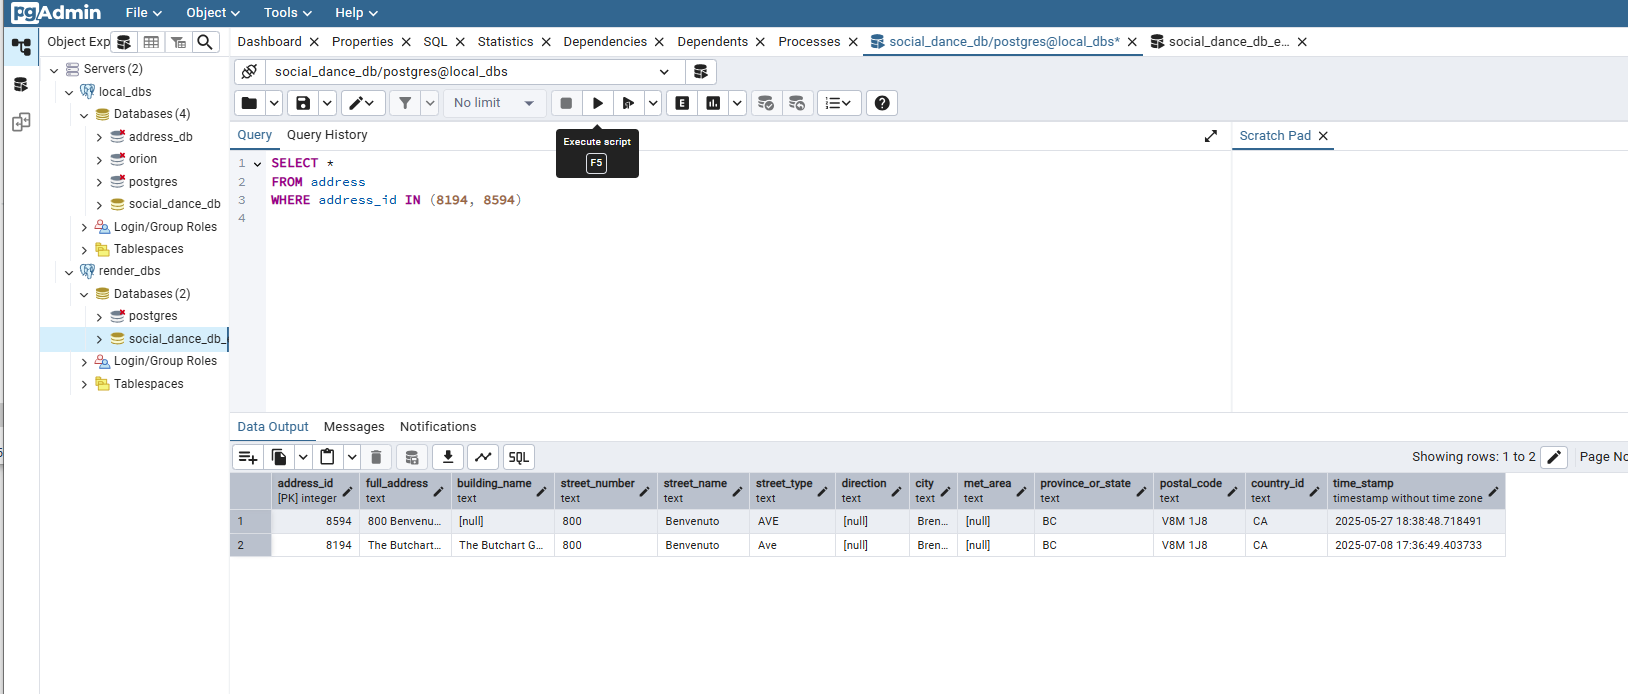 pgAdmin File Object Tools Help
Object Exp Dashboard Properties SQL Statistics Dependencies Dependents Processes social_dance_db/postgres@local_dbs* social_dance_db_e...
Servers (2)
local_dbs
Databases (4)
address_db
orion
postgres
social_dance_db
Login/Group Roles
Tablespaces
render_dbs
Databases (2)
postgres
social_dance_db_
Login/Group Roles
Tablespaces
social_dance_db/postgres@local_dbs
No limit E
Query Query History
Execute script
F5
Scratch Pad
1 SELECT *
2 FROM address
3 WHERE address_id IN (8194, 8594)
4
Data Output Messages Notifications
SQL Showing rows: 1 to 2 Page No
address_id full_address building_name street_number street_name street_type direction city met_area province_or_state postal_code country_id time_stamp
[PK] integer text text text text text text text text text text text timestamp without time zone
1 8594 800 Benvenu... [null] 800 Benvenuto AVE [null] Bren... [null] BC V8M 1J8 CA 2025-05-27 18:38:48.718491
2 8194 The Butchart... The Butchart G... 800 Benvenuto Ave [null] Bren... [null] BC V8M 1J8 CA 2025-07-08 17:36:49.403733